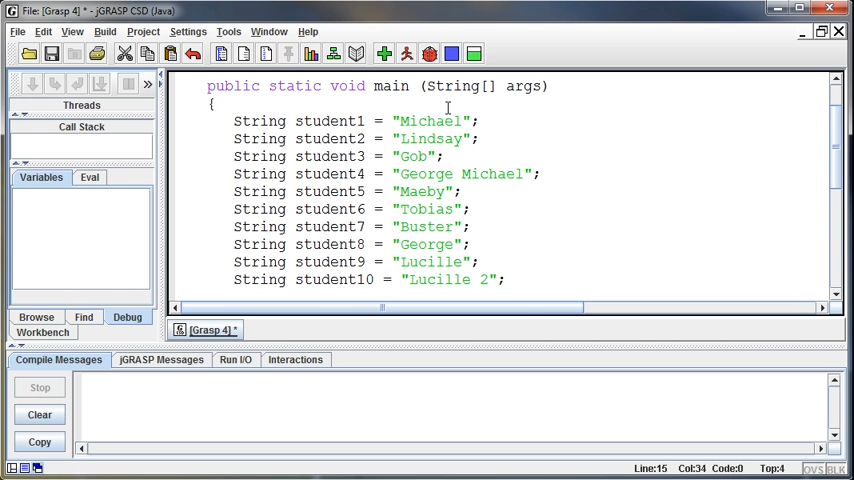 File: [Grasp 4] * - jGRASP CSD (Java)
File Edit View Build Project Settings Tools Window Help
Threads
Call Stack
Variables Eval
Browse Find Debug
Workbench
public static void main (String[] args)
{
String student1 = "Michael";
String student2 = "Lindsay";
String student3 = "Gob";
String student4 = "George Michael";
String student5 = "Maeby";
String student6 = "Tobias";
String student7 = "Buster";
String student8 = "George";
String student9 = "Lucille";
String student10 = "Lucille 2";
[Grasp 4] *
Compile Messages jGRASP Messages Run I/O Interactions
Stop
Clear
Copy
Line:15 Col:34 Code:0 Top:4 OVS BLK